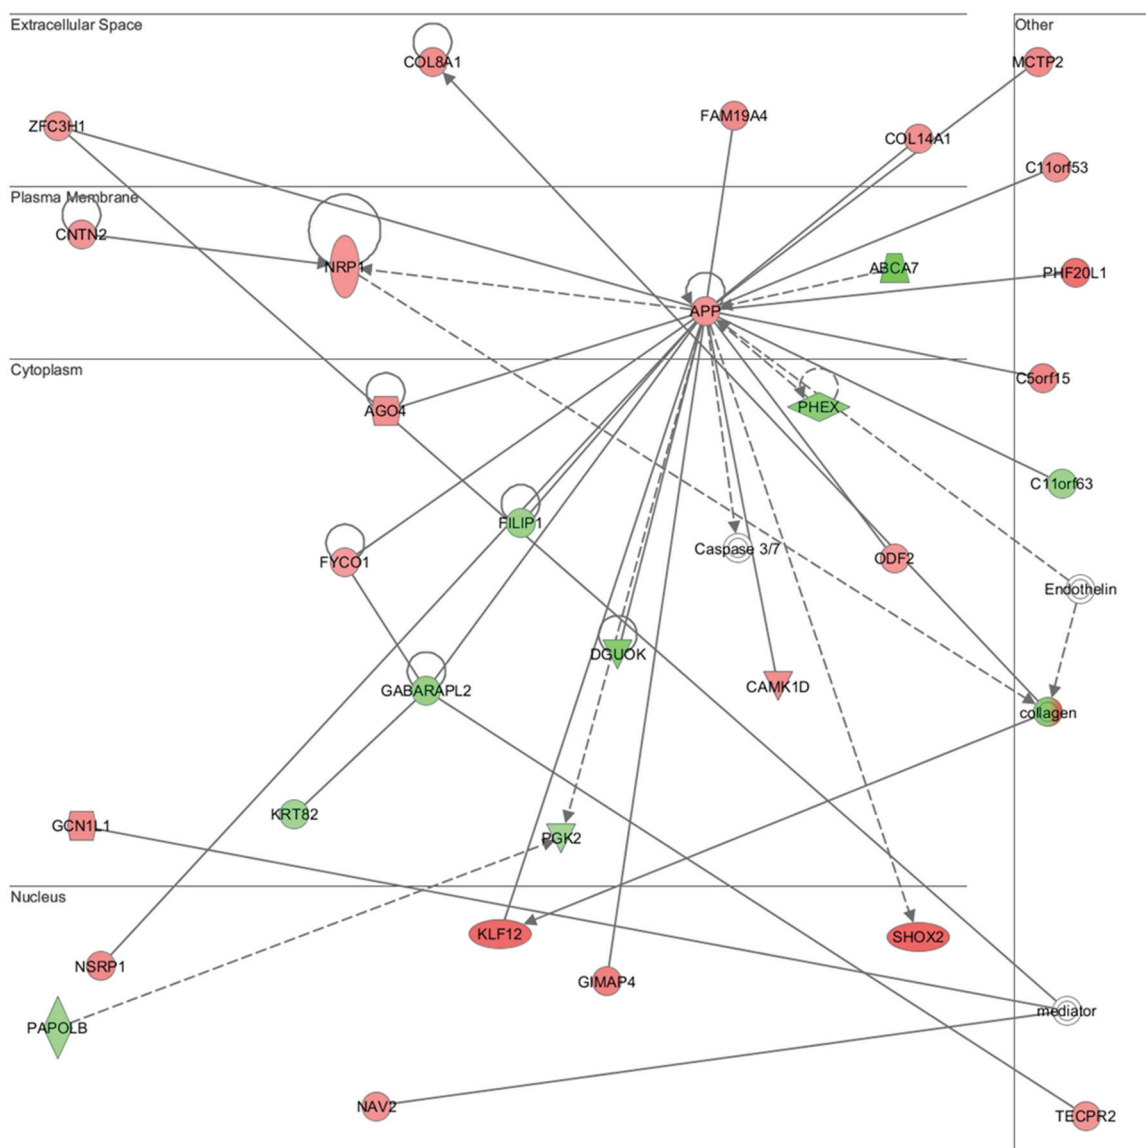 Extracellular Space
Other
COL8A1
MCTP2
FAM19A4
ZFC3H1
COL14A1
C11orf53
Plasma Membrane
CNTN2
NRP1
ABCA7
PHF20L1
APP
Cytoplasm
C5orf15
AGO4
PHEX
C11orf63
FILIP1
Caspase 3/7
FYCO1
ODF2
Endothelin
DGUOK
GABARAPL2
CAMK1D
collagen
KRT82
GCN1L1
PGK2
Nucleus
KLF12
SHOX2
NSRP1
GIMAP4
mediator
PAPOLB
NAV2
TECPR2